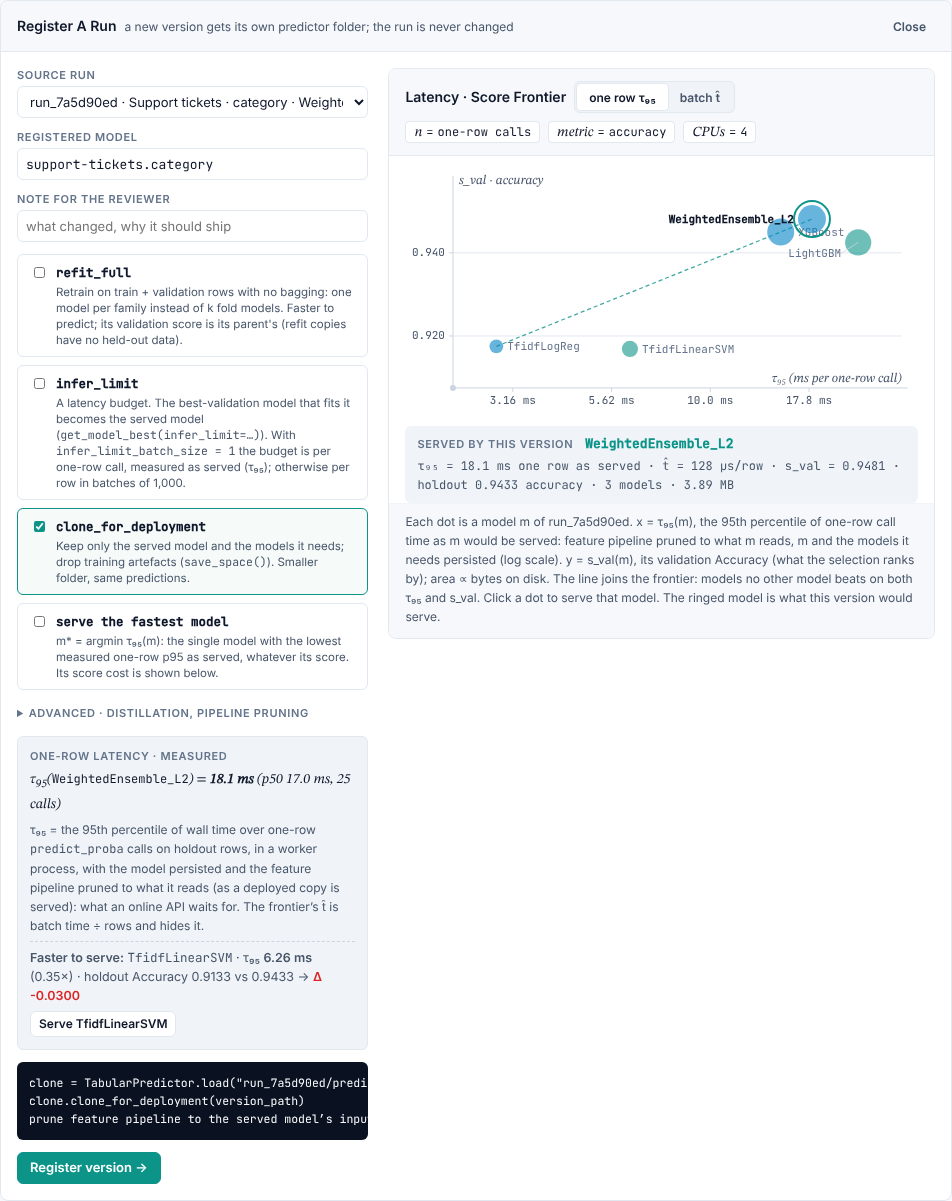 Register A Run a new version gets its own predictor folder; the run is never changed
Close
SOURCE RUN
run_7a5d90ed · Support tickets · category · Weighte
REGISTERED MODEL
support-tickets.category
NOTE FOR THE REVIEWER
what changed, why it should ship
refit_full
Retrain on train + validation rows with no bagging: one
model per family instead of k fold models. Faster to
predict; its validation score is its parent's (refit copies
have no held-out data).
infer_limit
A latency budget. The best-validation model that fits it
becomes the served model
(get_model_best(infer_limit=…)). With
infer_limit_batch_size = 1 the budget is per
one-row call, measured as served (τ₉₅); otherwise per
row in batches of 1,000.
clone_for_deployment
Keep only the served model and the models it needs;
drop training artefacts (save_space()). Smaller
folder, same predictions.
serve the fastest model
m* = argmin τ₉₅(m): the single model with the lowest
measured one-row p95 as served, whatever its score.
Its score cost is shown below.
ADVANCED · DISTILLATION, PIPELINE PRUNING
ONE-ROW LATENCY · MEASURED
τ₉₅(WeightedEnsemble_L2) = 18.1 ms (p50 17.0 ms, 25
calls)
τ₉₅ = the 95th percentile of wall time over one-row
predict_proba calls on holdout rows, in a worker
process, with the model persisted and the feature
pipeline pruned to what it reads (as a deployed copy is
served): what an online API waits for. The frontier’s t̂ is
batch time ÷ rows and hides it.
Faster to serve: TfidfLinearSVM · τ₉₅ 6.26 ms
(0.35×) · holdout Accuracy 0.9133 vs 0.9433 → Δ
-0.0300
Serve TfidfLinearSVM
clone = TabularPredictor.load("run_7a5d90ed/predi
clone.clone_for_deployment(version_path)
prune feature pipeline to the served model’s inpu
Register version →
Latency · Score Frontier
one row τ₉₅
batch t̂
n = one-row calls
metric = accuracy
CPUs = 4
s_val · accuracy
WeightedEnsemble_L2
XGBoost
LightGBM
0.940
0.920
TfidfLogReg
TfidfLinearSVM
τ₉₅ (ms per one-row call)
3.16 ms
5.62 ms
10.0 ms
17.8 ms
SERVED BY THIS VERSION WeightedEnsemble_L2
τ₉₅ = 18.1 ms one row as served · t̂ = 128 µs/row · s_val = 0.9481 ·
holdout 0.9433 accuracy · 3 models · 3.89 MB
Each dot is a model m of run_7a5d90ed. x = τ₉₅(m), the 95th percentile of one-row call
time as m would be served: feature pipeline pruned to what m reads, m and the models it
needs persisted (log scale). y = s_val(m), its validation Accuracy (what the selection ranks
by); area ∝ bytes on disk. The line joins the frontier: models no other model beats on both
τ₉₅ and s_val. Click a dot to serve that model. The ringed model is what this version would
serve.